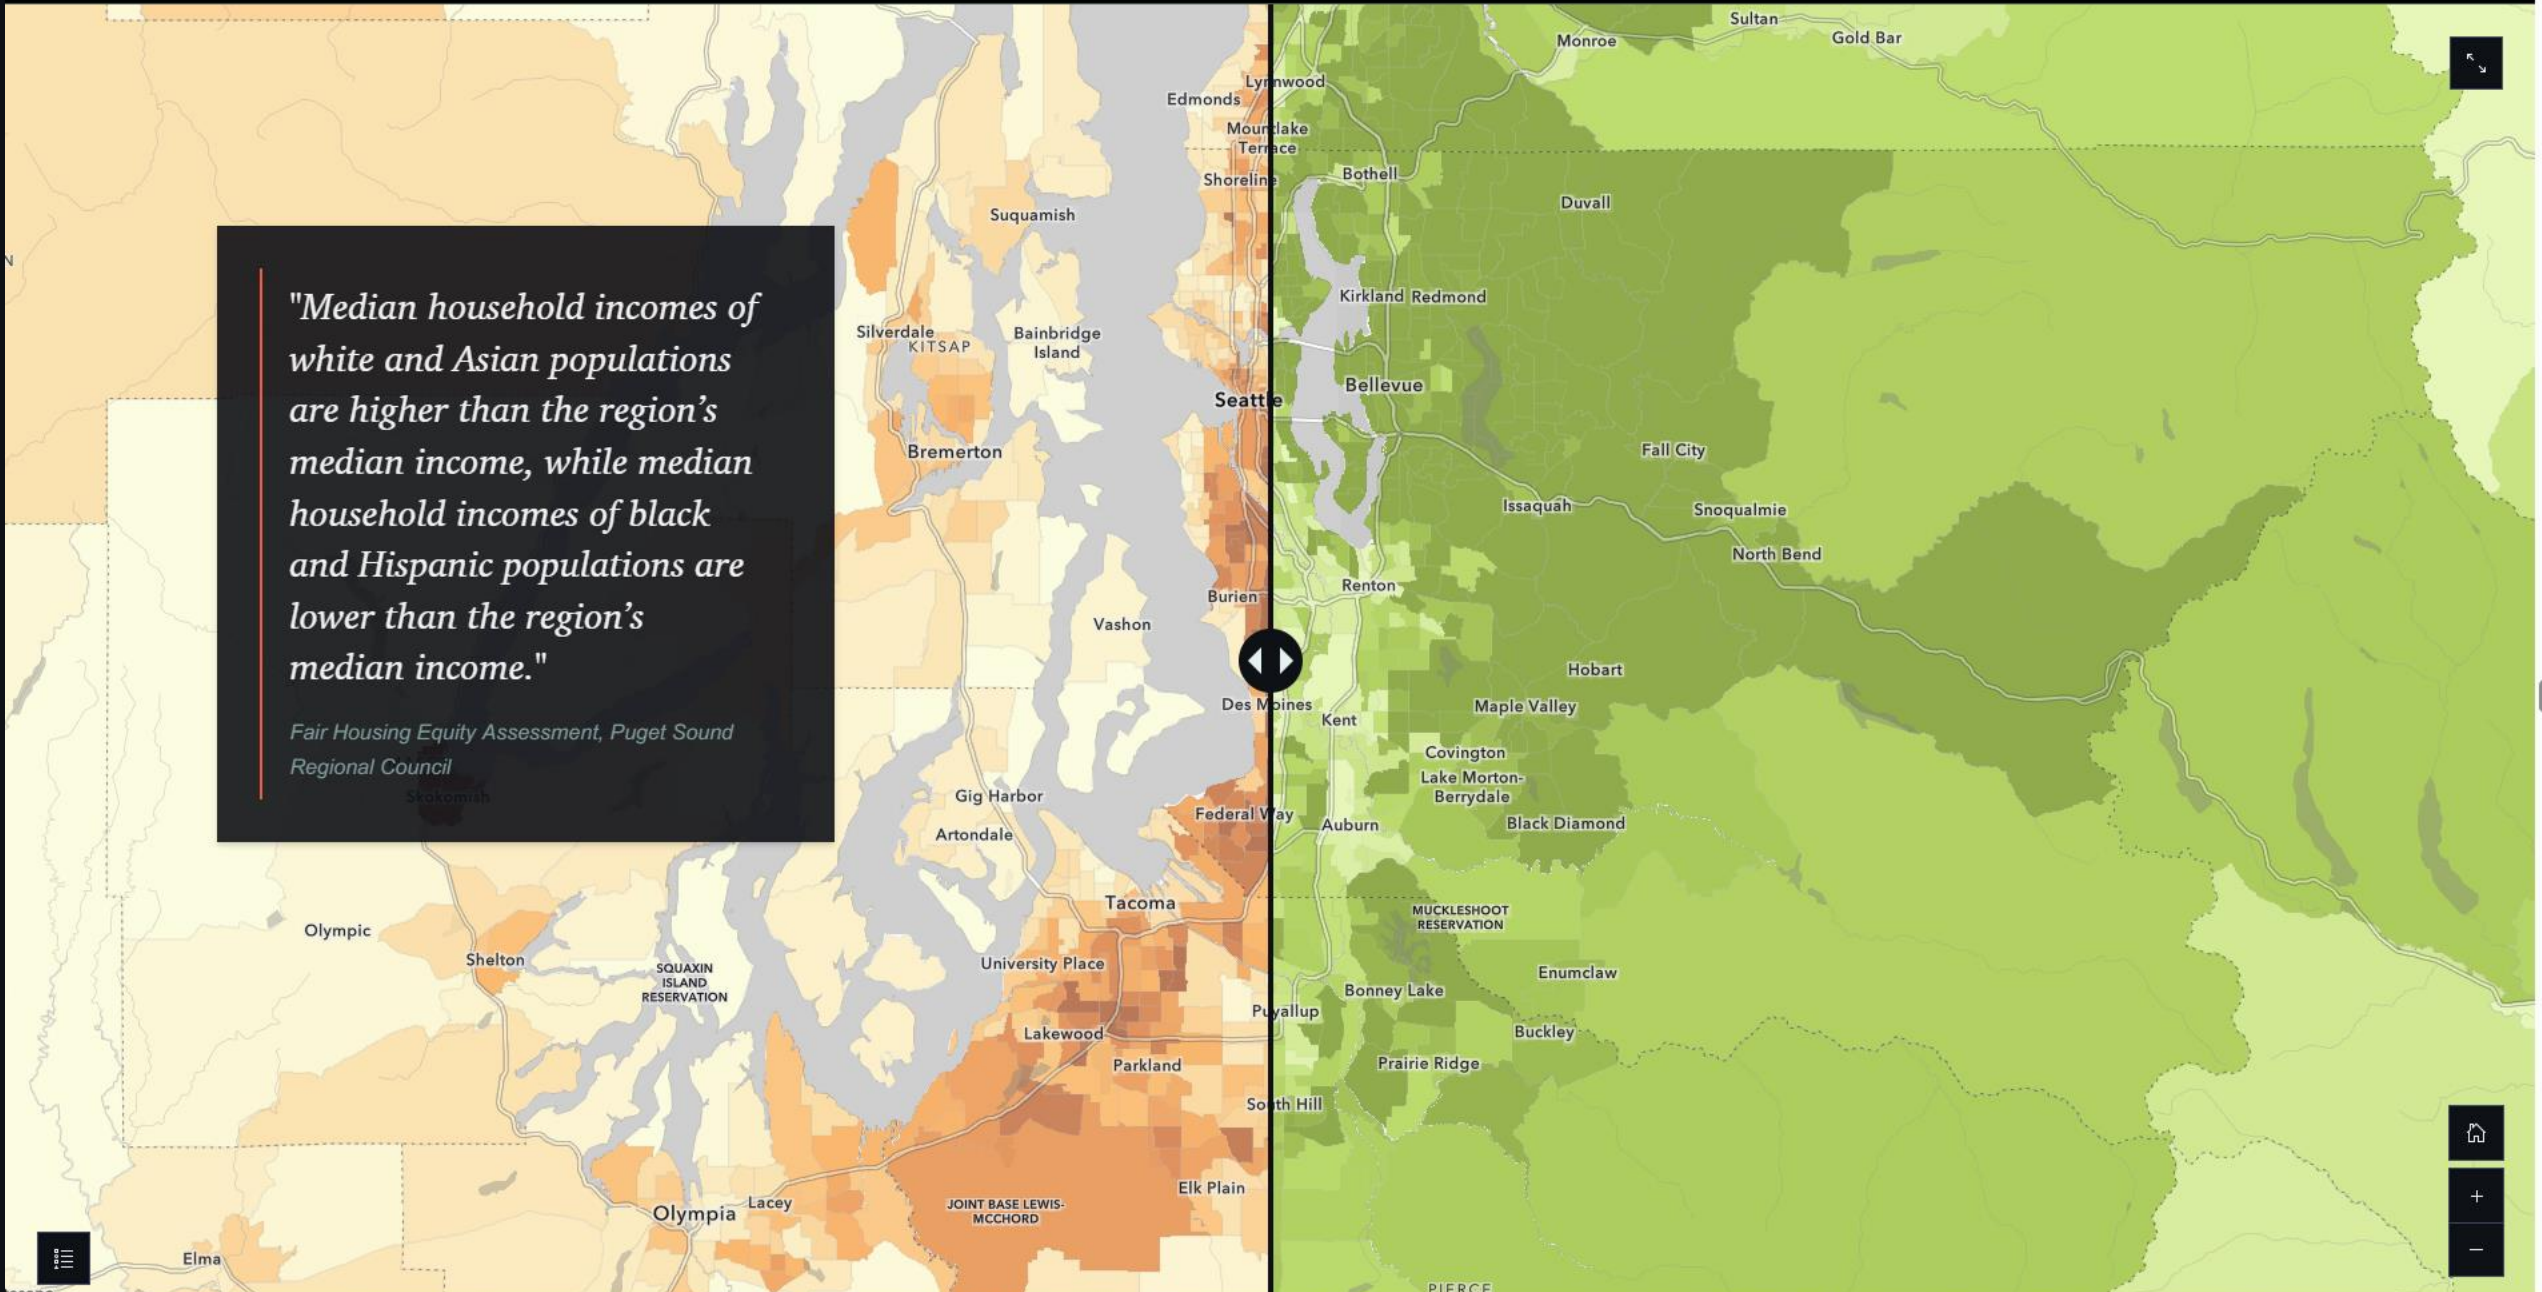 Sultan
Monroe
Gold Bar
Lynnwood
Edmonds
Mountlake
Terrace
Shoreline
Bothell
Duvall
Suquamish
N
"Median household incomes of
white and Asian populations
are higher than the region’s
median income, while median
household incomes of black
and Hispanic populations are
lower than the region’s
median income."
Fair Housing Equity Assessment, Puget Sound
Regional Council
Skokomish
Kirkland
Redmond
Silverdale
KITSAP
Bainbridge
Island
Bellevue
Seattle
Bremerton
Fall City
Issaquah
Snoqualmie
North Bend
Renton
Burien
Vashon
Hobart
Des Moines
Maple Valley
Kent
Covington
Lake Morton-
Berrydale
Gig Harbor
Federal Way
Auburn
Black Diamond
Artondale
Tacoma
MUCKLESHOOT
RESERVATION
Olympic
Shelton
SQUAXIN
ISLAND
RESERVATION
University Place
Enumclaw
Bonney Lake
Puyallup
Lakewood
Buckley
Parkland
Prairie Ridge
South Hill
Elk Plain
Lacey
JOINT BASE LEWIS-
MCCHORD
Olympia
Elma
PIERCE